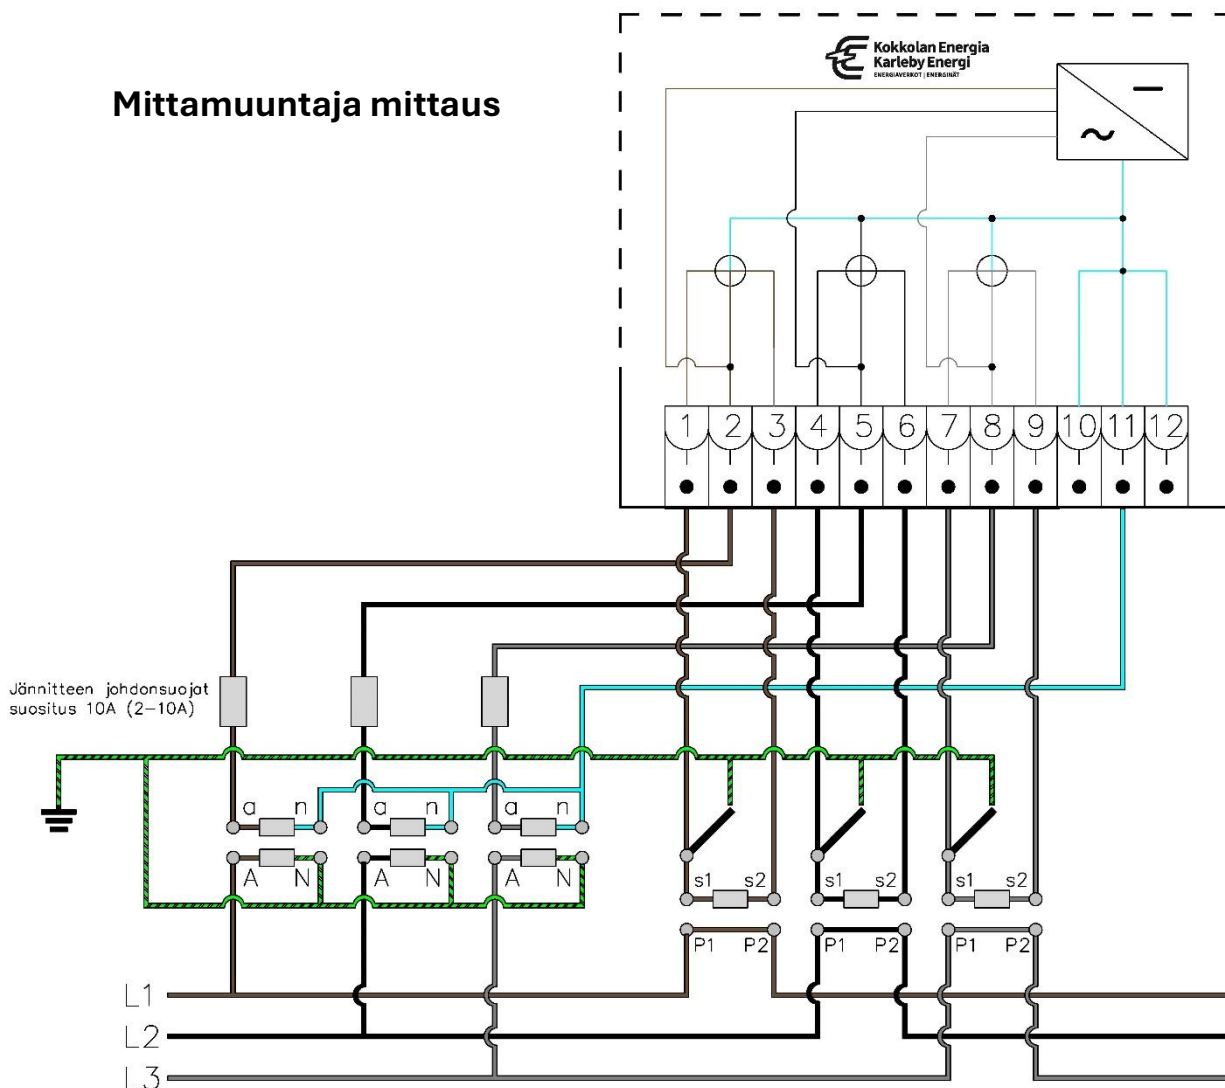 Kokkolan Energia
Karleby Energi
ENERGIAVERKOT | ENERGINÄT
Mittamuuntaja mittaus
1 2 3 4 5 6 7 8 9 10 11 12
Jännitteen johdonsuojat
suositus 10A (2-10A)
a n a n a n
A N A N A N
s1 s2 s1 s2 s1 s2
P1 P2 P1 P2 P1 P2
L1
L2
L3